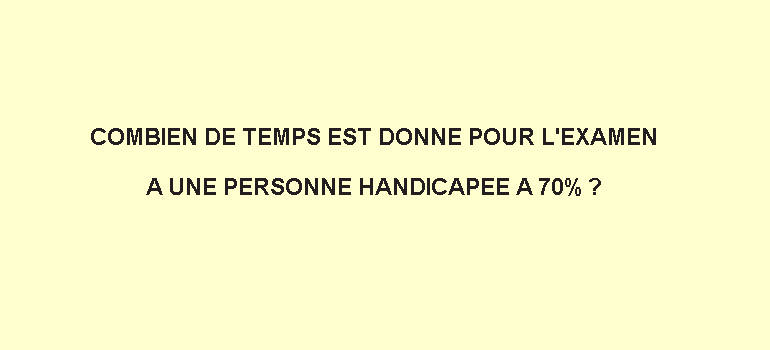 COMBIEN DE TEMPS EST DONNE POUR L'EXAMEN
A UNE PERSONNE HANDICAPEE A 70% ?